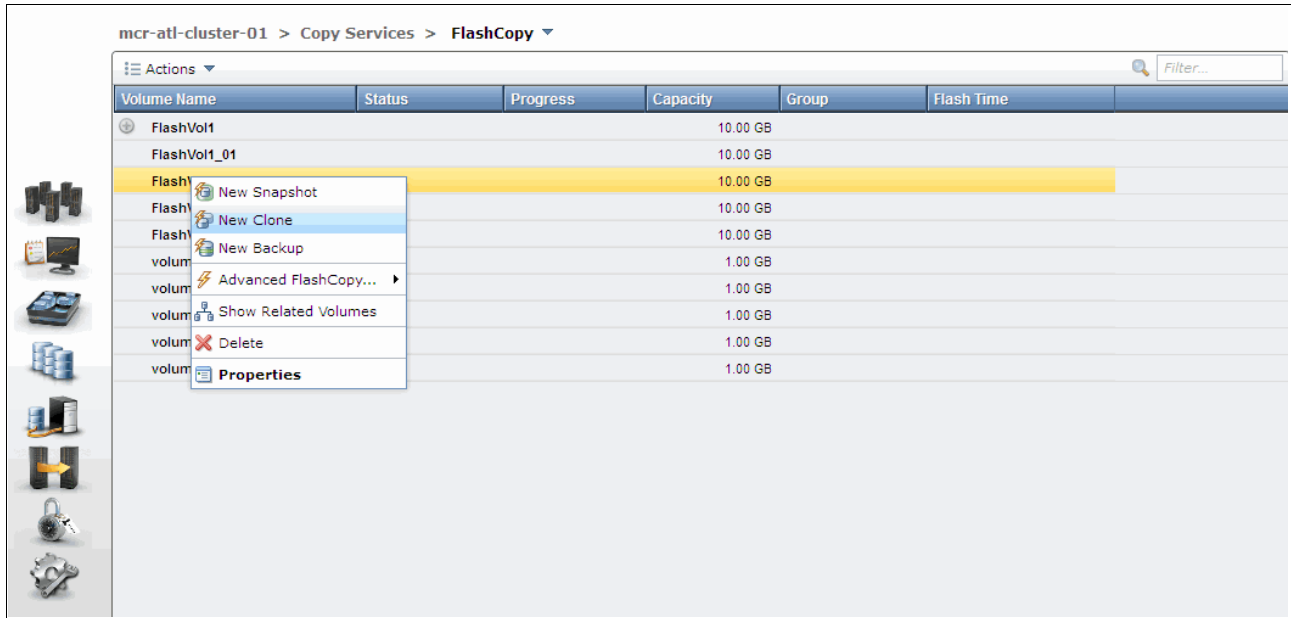 mcr-atl-cluster-01 > Copy Services > FlashCopy
Actions
Filter...
Volume Name Status Progress Capacity Group Flash Time
FlashVol1 10.00 GB
FlashVol1_01 10.00 GB
10.00 GB
New Snapshot
10.00 GB
New Clone
10.00 GB
New Backup
1.00 GB
Advanced FlashCopy...
1.00 GB
Show Related Volumes
1.00 GB
Delete
1.00 GB
Properties
1.00 GB